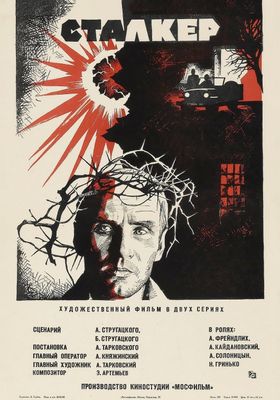 СТАЛКЕР
ХУДОЖЕСТВЕННЫЙ ФИЛЬМ В ДВУХ СЕРИЯХ
СЦЕНАРИЙ А. СТРУГАЦКОГО, В РОЛЯХ:
Б. СТРУГАЦКОГО А. ФРЕЙНДЛИХ,
ПОСТАНОВКА А. ТАРКОВСКОГО А. КАЙДАНОВСКИЙ,
ГЛАВНЫЙ ОПЕРАТОР А. КНЯЖИНСКИЙ А. СОЛОНИЦЫН,
ГЛАВНЫЙ ХУДОЖНИК А. ТАРКОВСКИЙ Н. ГРИНЬКО
КОМПОЗИТОР Э. АРТЕМЬЕВ
ПРОИЗВОДСТВО КИНОСТУДИИ «МОСФИЛЬМ»